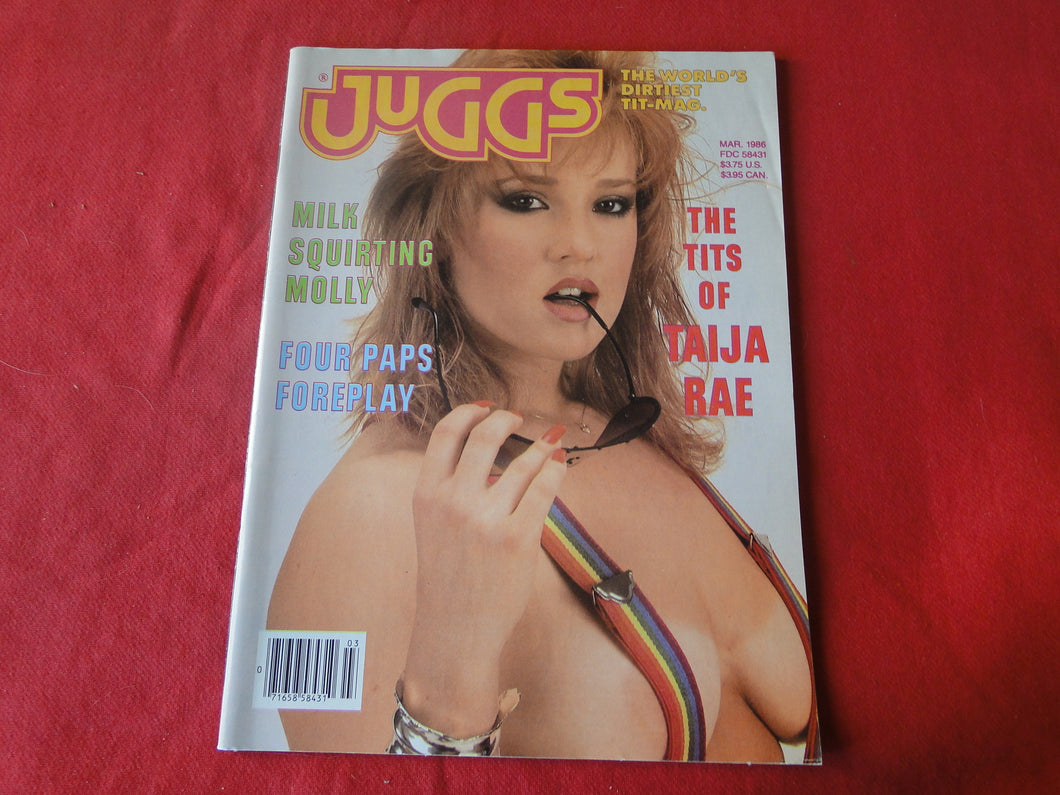 ® JUGGS
THE WORLD'S
DIRTIEST
TIT-MAG.
MAR. 1986
FDC 58431
$3.75 U.S.
$3.95 CAN.
MILK
SQUIRTING
MOLLY
FOUR PAPS
FOREPLAY
THE
TITS
OF
TAIJA
RAE
03
0 71658 58431